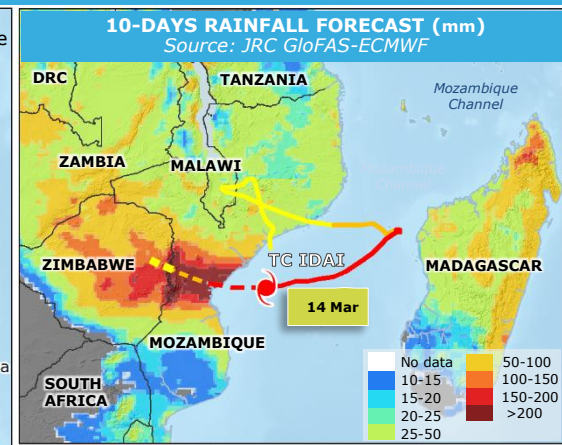 10-DAYS RAINFALL FORECAST (mm)
Source: JRC GloFAS-ECMWF
DRC
TANZANIA
Mozambique
Channel
ZAMBIA
MALAWI
TC IDAI
ZIMBABWE
MADAGASCAR
14 Mar
MOZAMBIQUE
SOUTH
AFRICA
No data
10-15
15-20
20-25
25-50
50-100
100-150
150-200
>200
e
a